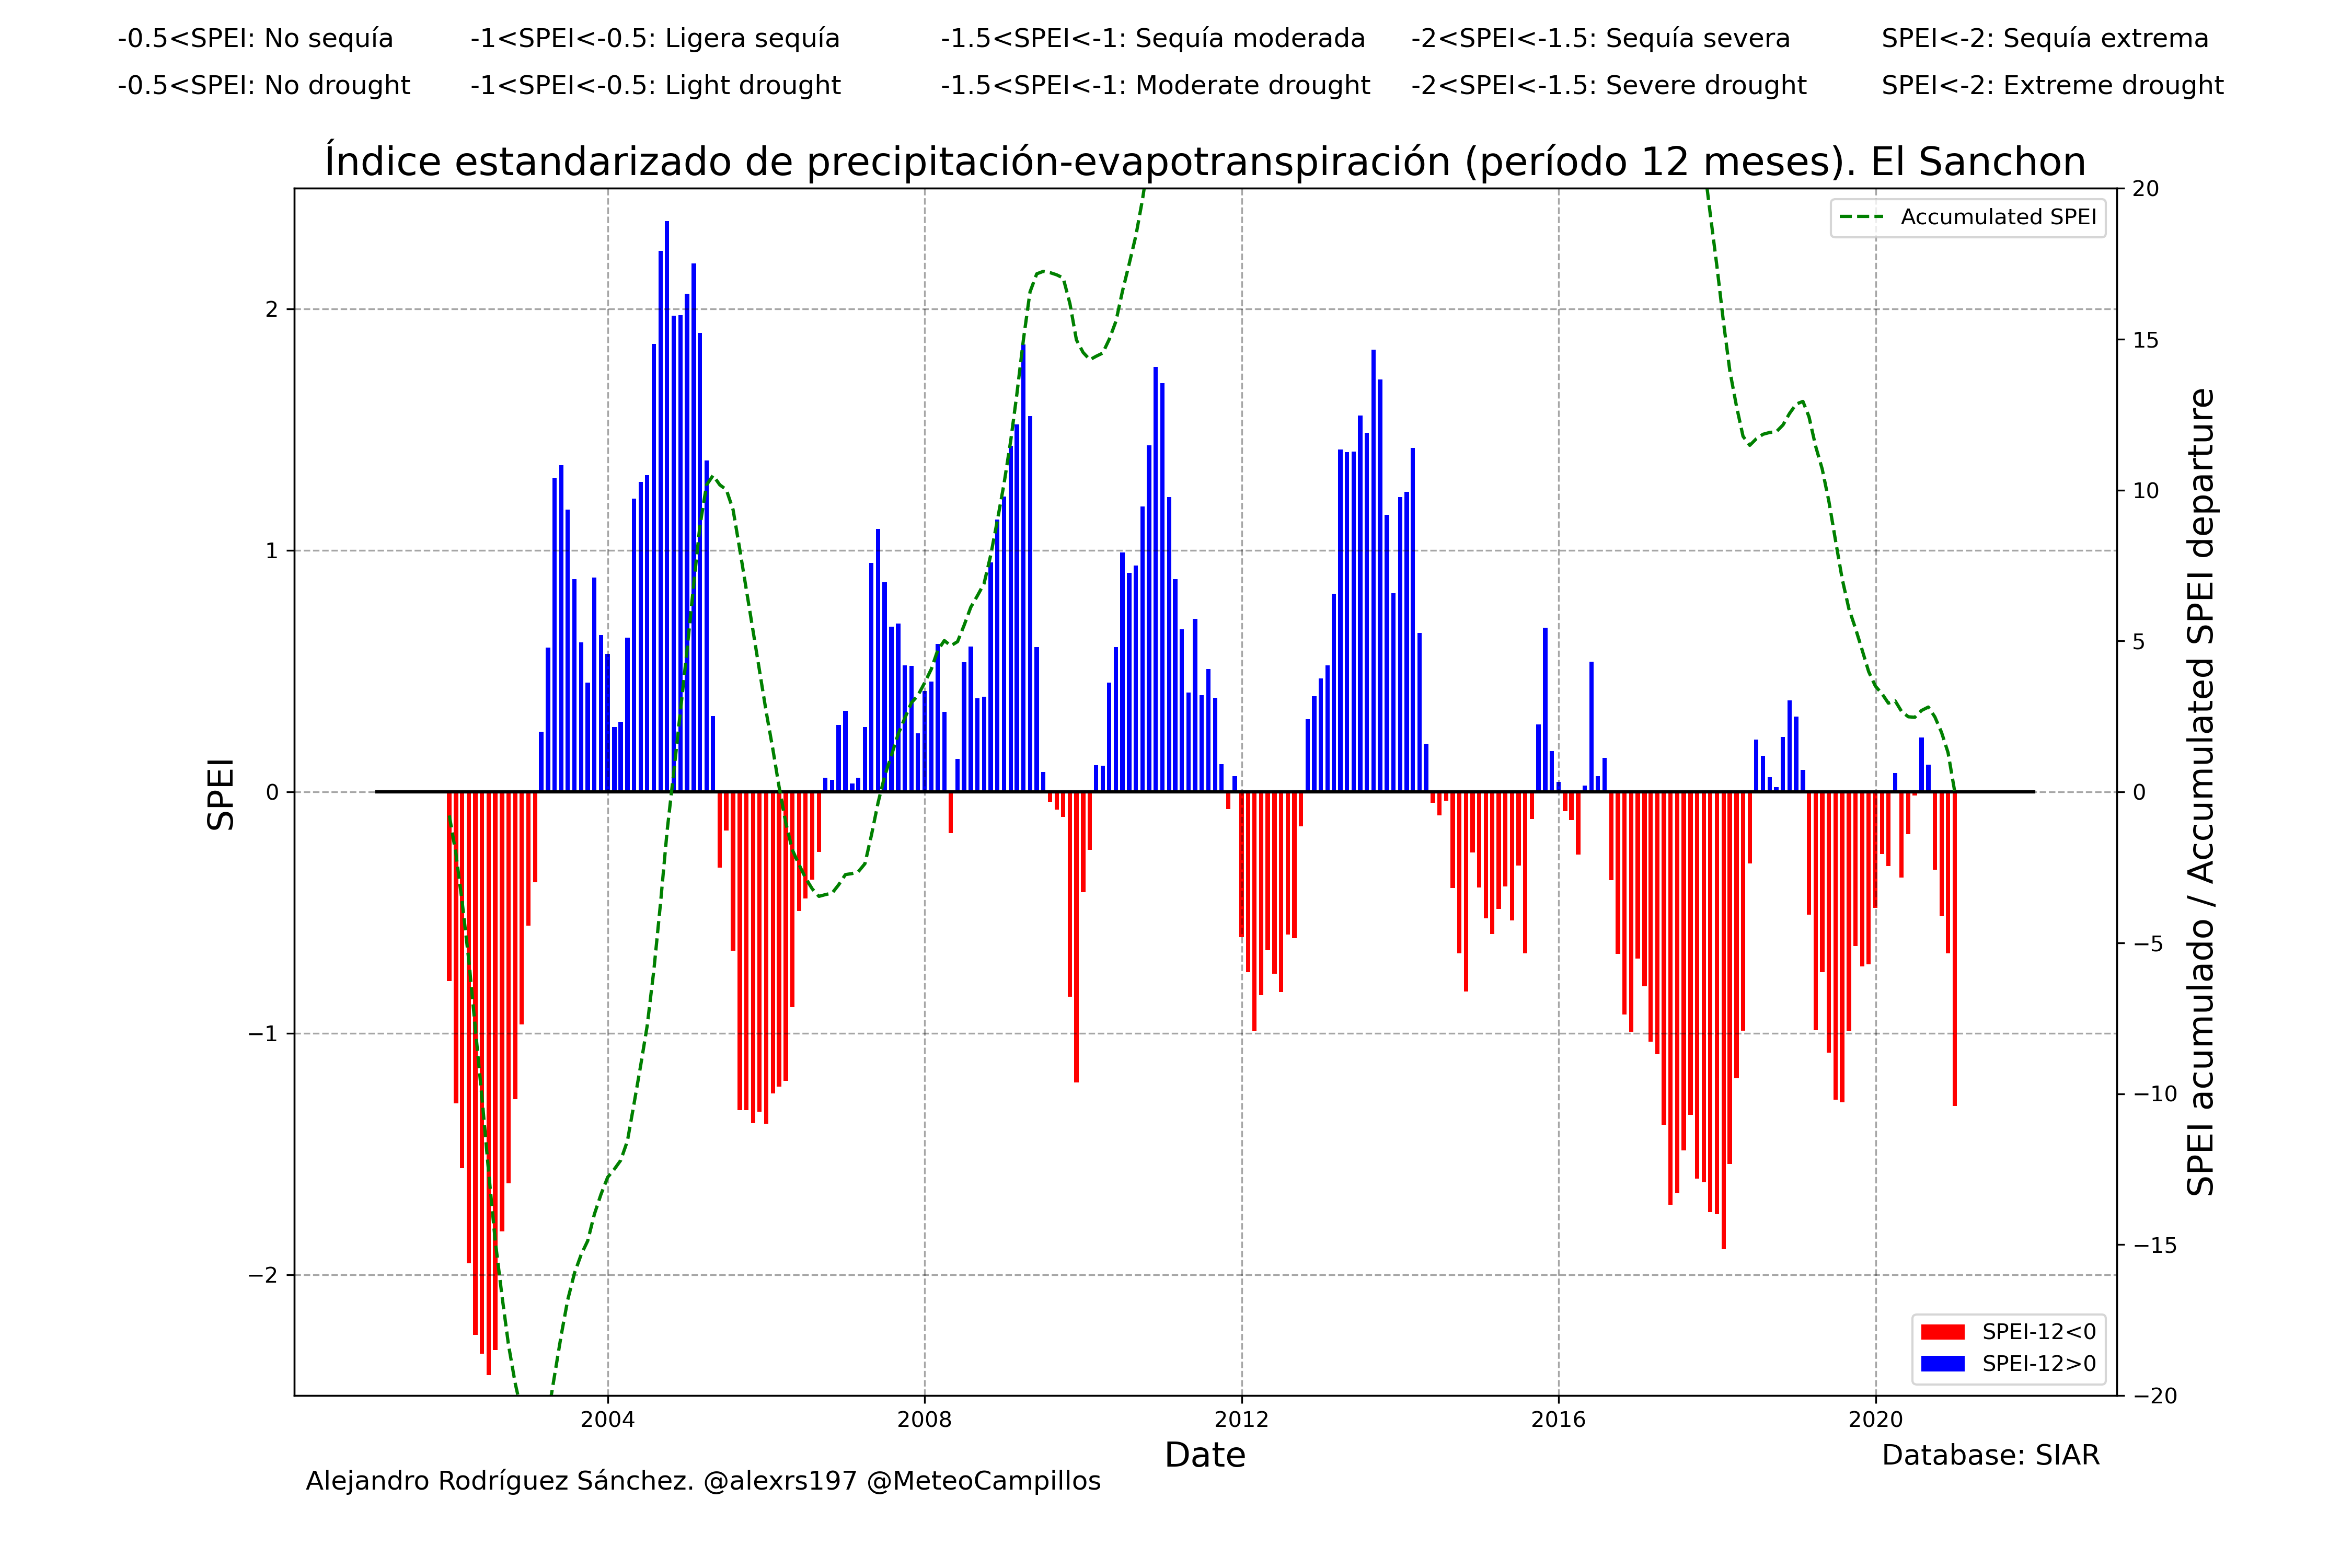 -0.5<SPEI: No sequía -1<SPEI<-0.5: Ligera sequía -1.5<SPEI<-1: Sequía moderada -2<SPEI<-1.5: Sequía severa SPEI<-2: Sequía extrema
-0.5<SPEI: No drought -1<SPEI<-0.5: Light drought -1.5<SPEI<-1: Moderate drought -2<SPEI<-1.5: Severe drought SPEI<-2: Extreme drought
Índice estandarizado de precipitación-evapotranspiración (período 12 meses). El Sanchon
Accumulated SPEI
SPEI
2
1
0
−1
−2
20
15
10
5
0
−5
−10
−15
−20
SPEI acumulado / Accumulated SPEI departure
SPEI-12<0
SPEI-12>0
2004 2008 2012 2016 2020
Date
Database: SIAR
Alejandro Rodríguez Sánchez. @alexrs197 @MeteoCampillos